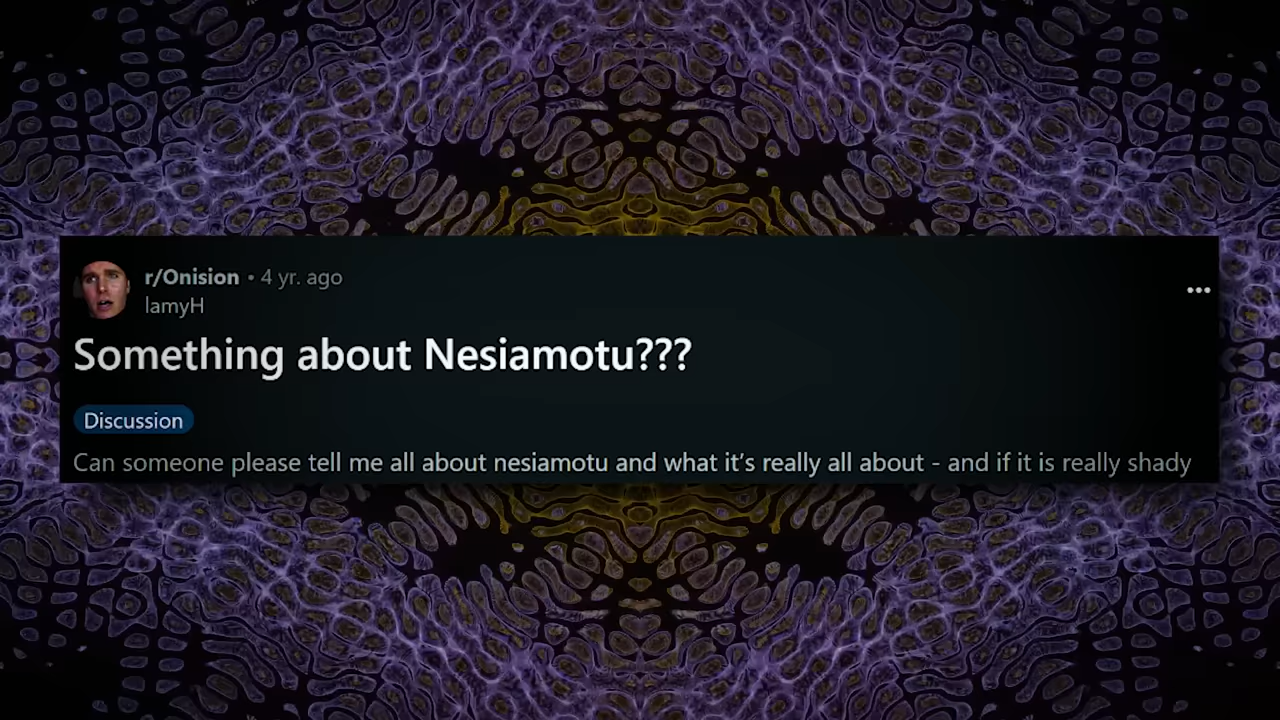 r/Onision • 4 yr. ago
lamyH
Something about Nesiamotu???
Discussion
Can someone please tell me all about nesiamotu and what it’s really all about - and if it is really shady